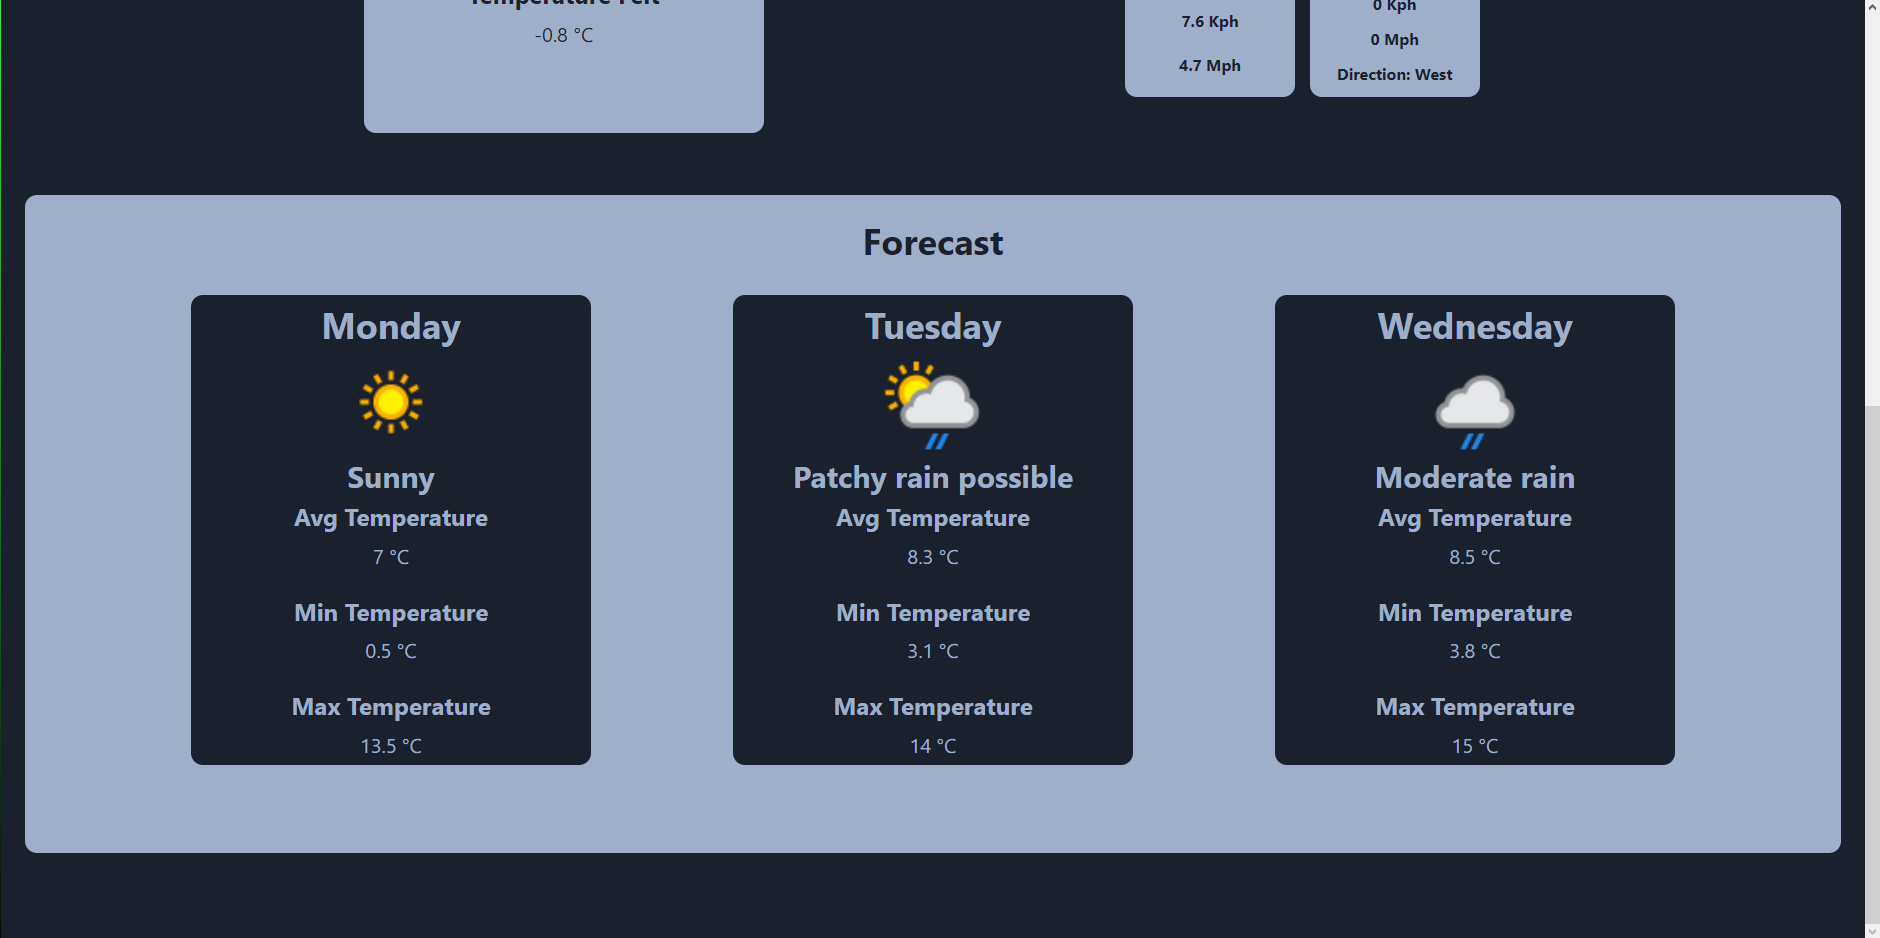 Temperature Felt
-0.8 °C
7.6 Kph
4.7 Mph
0 Kph
0 Mph
Direction: West
Forecast
Monday
Sunny
Avg Temperature
7 °C
Min Temperature
0.5 °C
Max Temperature
13.5 °C
Tuesday
Patchy rain possible
Avg Temperature
8.3 °C
Min Temperature
3.1 °C
Max Temperature
14 °C
Wednesday
Moderate rain
Avg Temperature
8.5 °C
Min Temperature
3.8 °C
Max Temperature
15 °C